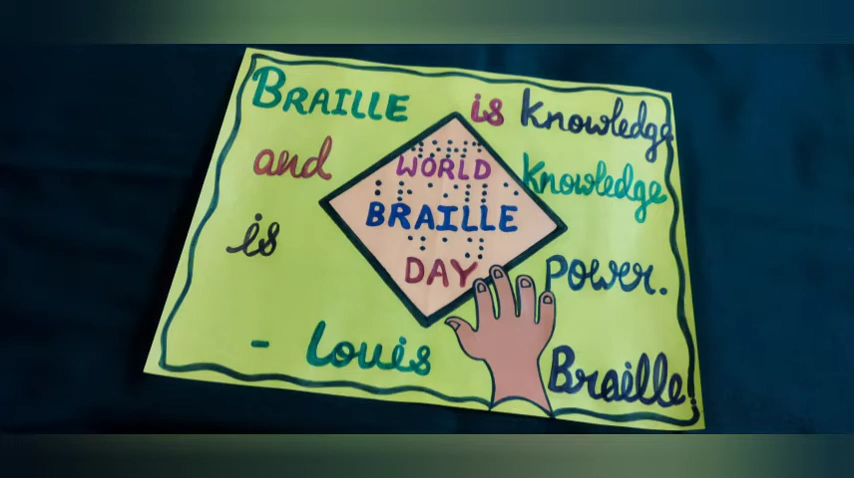 BRAILLE is Knowledge
and Knowledge
is Power.
- Louis Braille
WORLD
BRAILLE
DAY